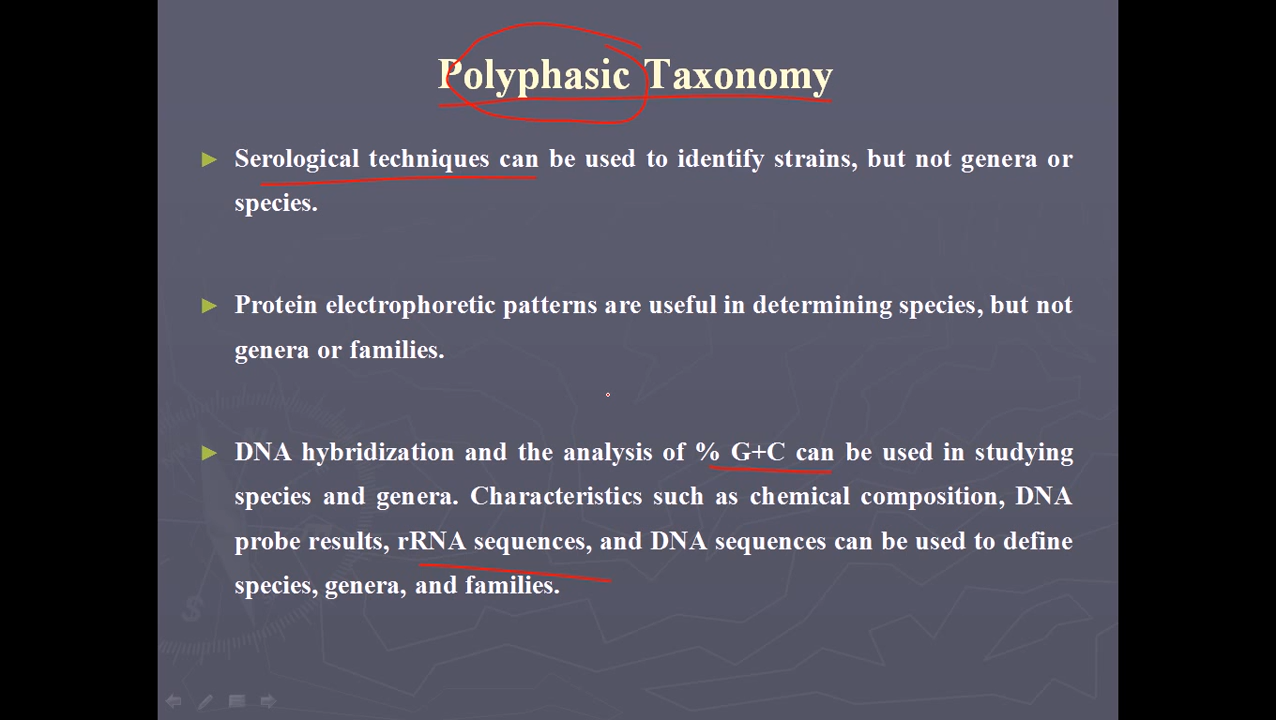 Polyphasic Taxonomy
Serological techniques can be used to identify strains, but not genera or
species.
Protein electrophoretic patterns are useful in determining species, but not
genera or families.
DNA hybridization and the analysis of % G+C can be used in studying
species and genera. Characteristics such as chemical composition, DNA
probe results, rRNA sequences, and DNA sequences can be used to define
species, genera, and families.
S